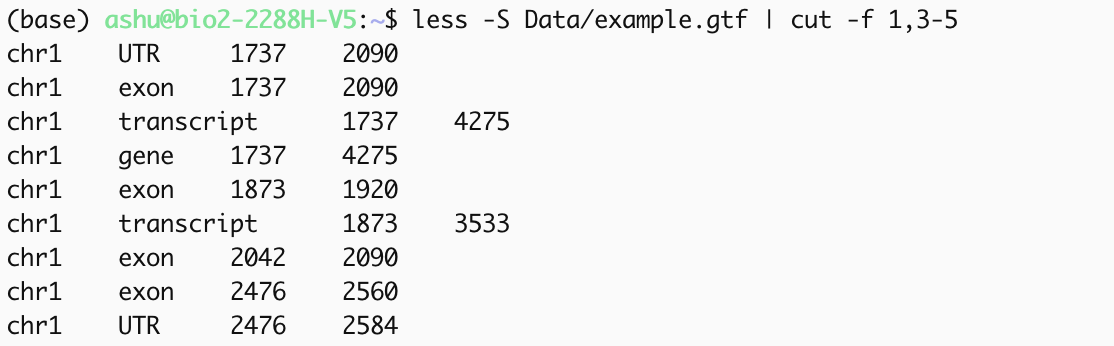 (base) ashu@bio2-2288H-V5:~$ less -S Data/example.gtf | cut -f 1,3-5
chr1    UTR     1737    2090
chr1    exon    1737    2090
chr1    transcript      1737    4275
chr1    gene    1737    4275
chr1    exon    1873    1920
chr1    transcript      1873    3533
chr1    exon    2042    2090
chr1    exon    2476    2560
chr1    UTR     2476    2584